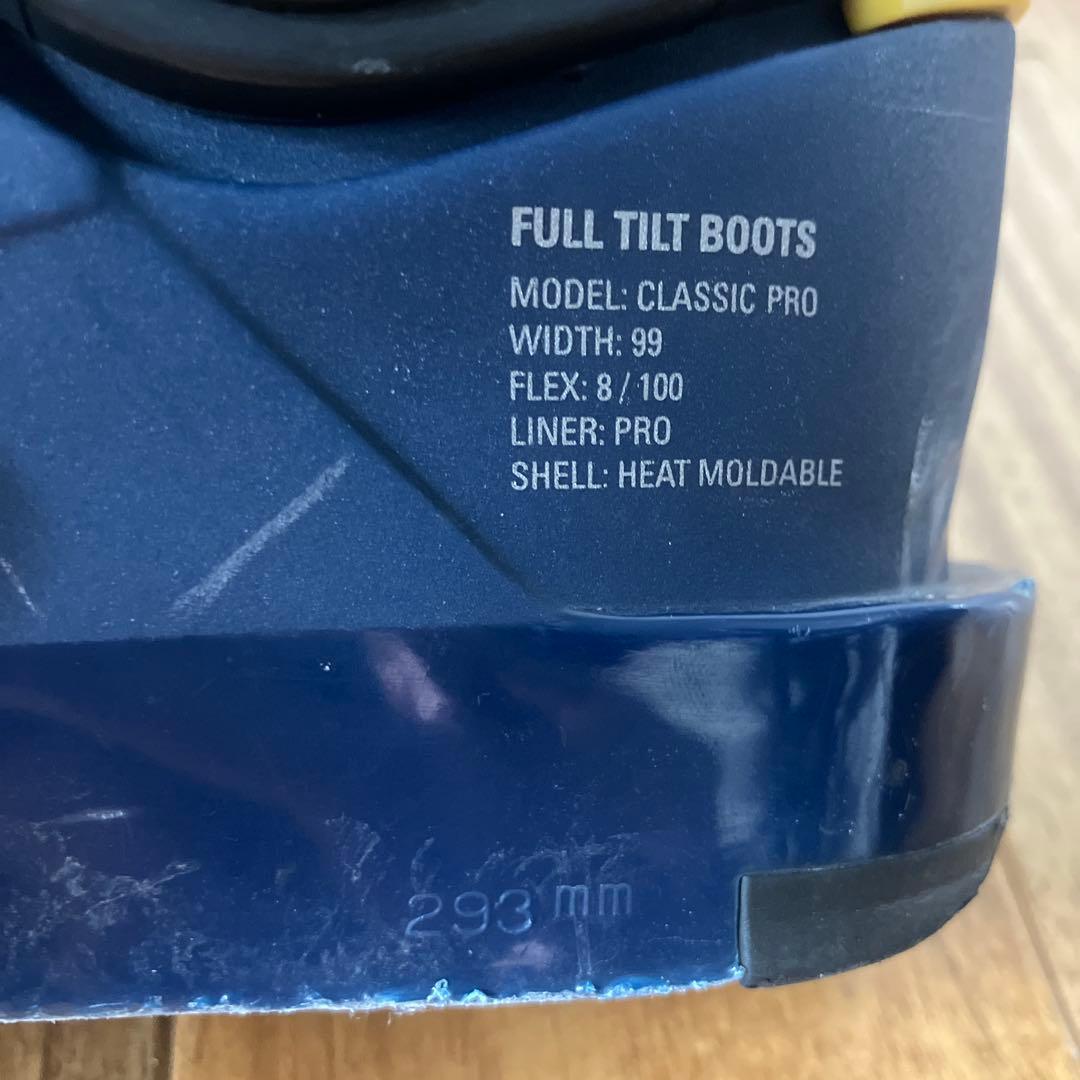 FULL TILT BOOTS
MODEL: CLASSIC PRO
WIDTH: 99
FLEX: 8 / 100
LINER: PRO
SHELL: HEAT MOLDABLE
293 mm